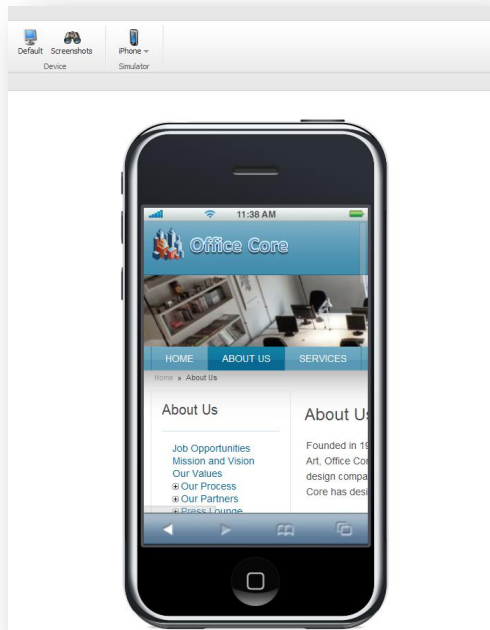 Default Screenshots iPhone
Device Simulator
11:38 AM
Office Core
HOME ABOUT US SERVICES
Home » About Us
About Us
Job Opportunities
Mission and Vision
Our Values
Our Process
Our Partners
Press Lounge
About Us
Founded in 19
Art, Office Cor
design compa
Core has desi